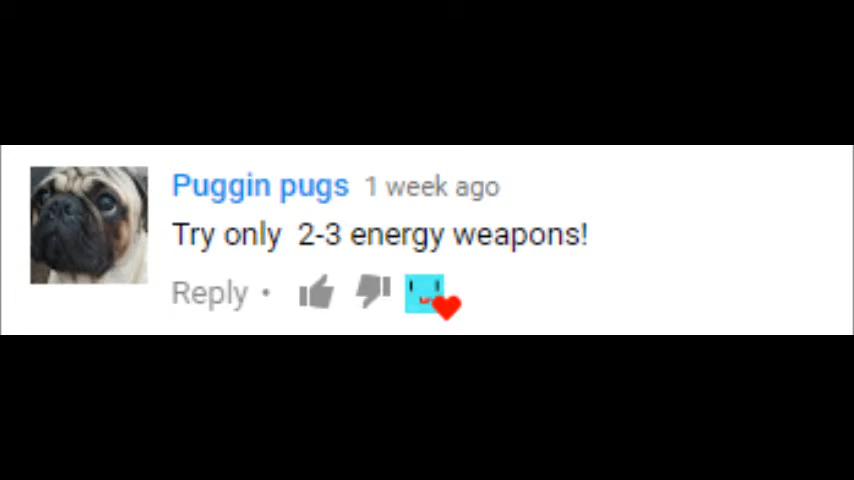 Puggin pugs 1 week ago
Try only  2-3 energy weapons!
Reply •